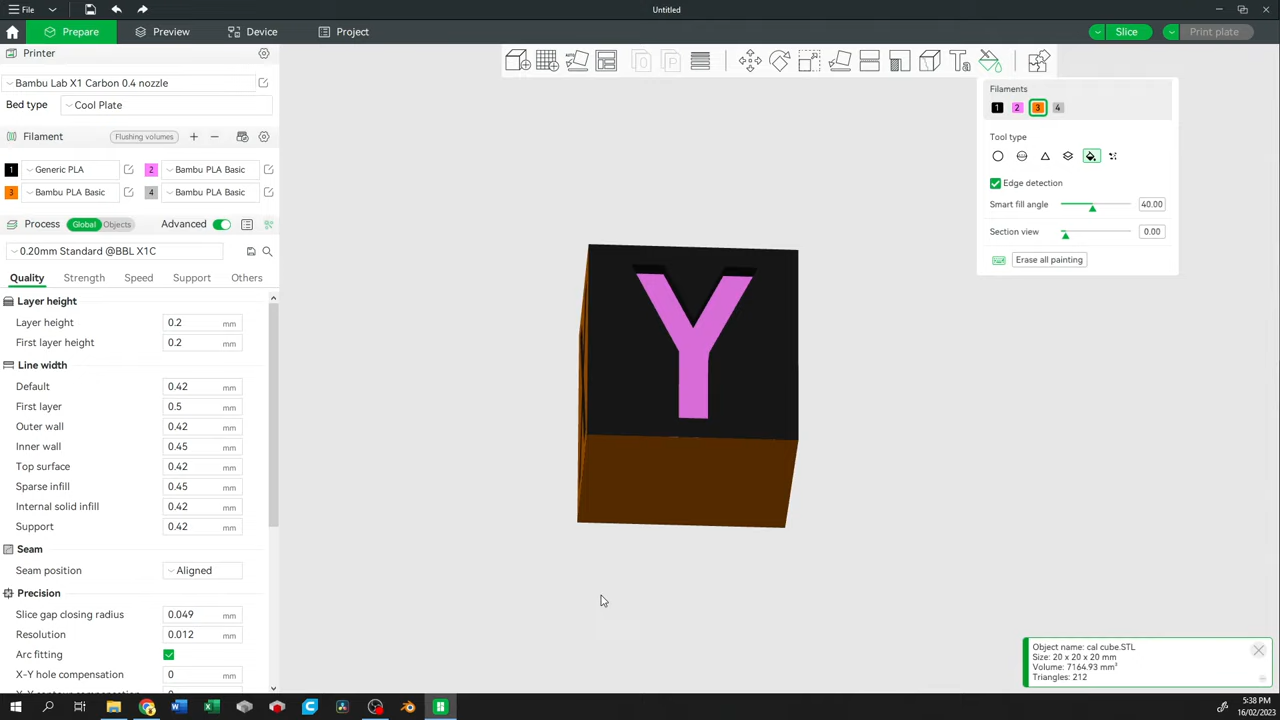 File
Untitled
Prepare
Preview
Device
Project
Slice
Print plate
Printer
Bambu Lab X1 Carbon 0.4 nozzle
Bed type
Cool Plate
Filament
Flushing volumes
1
Generic PLA
2
Bambu PLA Basic
3
Bambu PLA Basic
4
Bambu PLA Basic
Process
Global
Objects
Advanced
0.20mm Standard @BBL X1C
Quality
Strength
Speed
Support
Others
Layer height
Layer height
0.2
mm
First layer height
0.2
mm
Line width
Default
0.42
mm
First layer
0.5
mm
Outer wall
0.42
mm
Inner wall
0.45
mm
Top surface
0.42
mm
Sparse infill
0.45
mm
Internal solid infill
0.42
mm
Support
0.42
mm
Seam
Seam position
Aligned
Precision
Slice gap closing radius
0.049
mm
Resolution
0.012
mm
Arc fitting
X-Y hole compensation
0
mm
Y
Filaments
1
2
3
4
Tool type
Edge detection
Smart fill angle
40.00
Section view
0.00
Erase all painting
Object name: cal cube.STL
Size: 20 x 20 x 20 mm
Volume: 7164.93 mm³
Triangles: 212
5:38 PM
16/02/2023